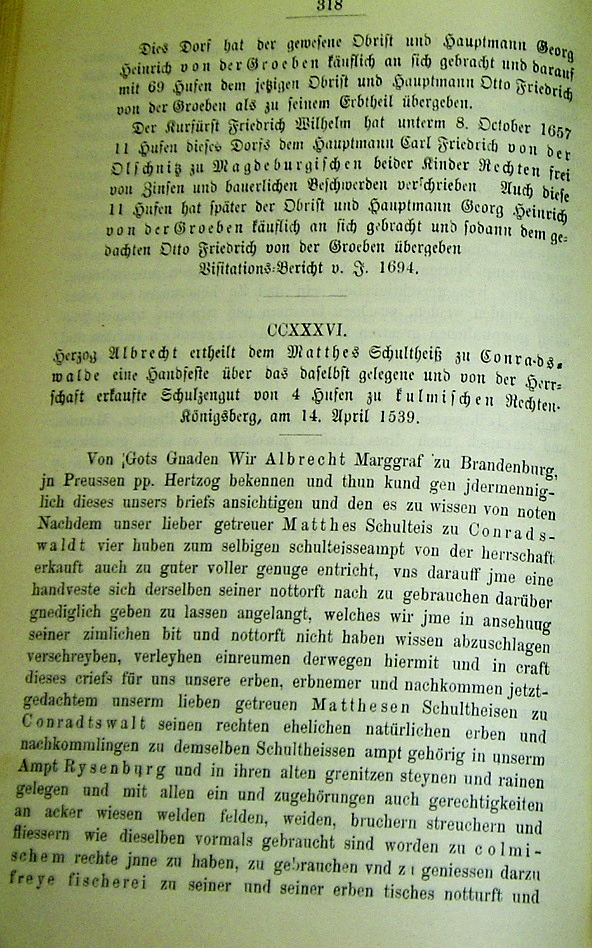 318
Dies Dorf hat der gewesene Obrist und Hauptmann Georg
Heinrich von der Groeben käuflich an sich gebracht und darauf
mit 69 Hufen dem jetzigen Obrist und Hauptmann Otto Friedrich
von der Groeben als zu seinem Erbtheil übergeben.
Der Kurfürst Friedrich Wilhelm hat unterm 8. October 1657
11 Hufen dieses Dorfs dem Hauptmann Carl Friedrich von der
Olschnitz zu Magdeburgischen beider Kinder Rechten frei
von Zinsen und bauerlichen Beschwerden verschrieben Auch diese
11 Hufen hat später der Obrist und Hauptmann Georg Heinrich
von der Groeben käuflich an sich gebracht und sodann dem ge-
dachten Otto Friedrich von der Groeben übergeben
Visitations-Bericht v. J. 1694.
CCXXXVI.
Herzog Albrecht ertheilt dem Matthes Schultheiß zu Conrads-
walde eine Handfeste über das daselbst gelegene und von der Herr-
schaft erkaufte Schulzengut von 4 Hufen zu kulmischen Rechten.
Königsberg, am 14. April 1539.
Von Gots Gnaden Wir Albrecht Marggraf zu Brandenburg,
jn Preussen pp. Hertzog bekennen und thun kund gen jdermennig-
lich dieses unsers briefs ansichtigen und den es zu wissen von noten
Nachdem unser lieber getreuer Matthes Schulteis zu Conrads-
waldt vier huben zum selbigen schulteisseampt von der herrschaft
erkauft auch zu guter voller genuge entricht, vns darauff jme eine
handveste sich derselben seiner nottorft nach zu gebrauchen darüber
gnediglich geben zu lassen angelangt, welches wir jme in ansehung
seiner zimlichen bit und nottorft nicht haben wissen abzuschlagen
verschreyben, verleyhen einreumen derwegen hiermit und in craft
dieses criefs für uns unsere erben, erbnemer und nachkommen jetzt-
gedachtem unserm lieben getreuen Matthesen Schultheisen zu
Conradtswalt seinen rechten ehelichen natürlichen erben und
nachkommlingen zu demselben Schultheissen ampt gehörig in unserm
Ampt Rysenburg und in ihren alten grenitzen steynen und rainen
gelegen und mit allen ein und zugehörungen auch gerechtigkeiten
an acker wiesen welden felden, weiden, bruchern streuchern und
fliessern wie dieselben vormals gebraucht sind worden zu colmi-
schem rechte jnne zu haben, zu gebrauchen vnd zu geniessen darzu
freye fischerei zu seiner und seiner erben tisches notturft und